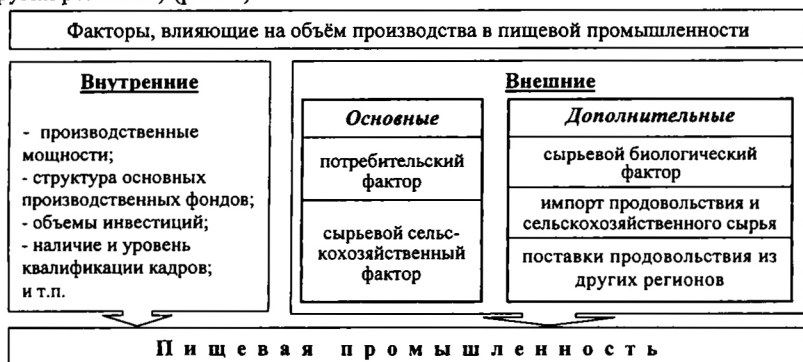 Факторы, влияющие на объём производства в пищевой промышленности
Внутренние
- производственные
мощности;
- структура основных
производственных фондов;
- объемы инвестиций;
- наличие и уровень
квалификации кадров;
и т.п.
Внешние
Основные
потребительский
фактор
сырьевой сельс-
кохозяйственный
фактор
Дополнительные
сырьевой биологический
фактор
импорт продовольствия и
сельскохозяйственного сырья
поставки продовольствия из
других регионов
Пищевая промышленность